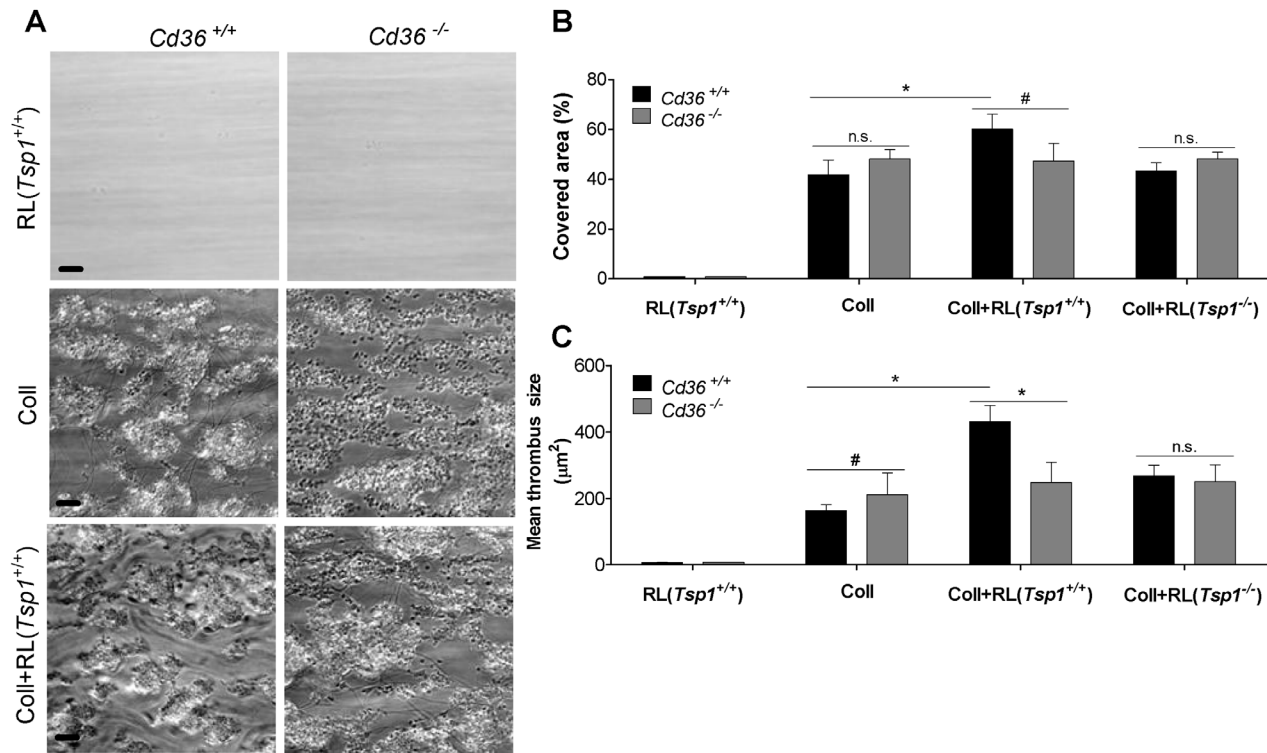 A
Cd36 +/+
Cd36 -/-
RL(Tsp1+/+)
Coll
Coll+RL(Tsp1+/+)
B
Covered area (%)
80
60
40
20
0
Cd36 +/+
Cd36 -/-
n.s.
*
#
n.s.
RL(Tsp1+/+)
Coll
Coll+RL(Tsp1+/+)
Coll+RL(Tsp1-/-)
C
Mean thrombus size
(µm2)
600
400
200
0
Cd36 +/+
Cd36 -/-
#
*
*
n.s.
RL(Tsp1+/+)
Coll
Coll+RL(Tsp1+/+)
Coll+RL(Tsp1-/-)